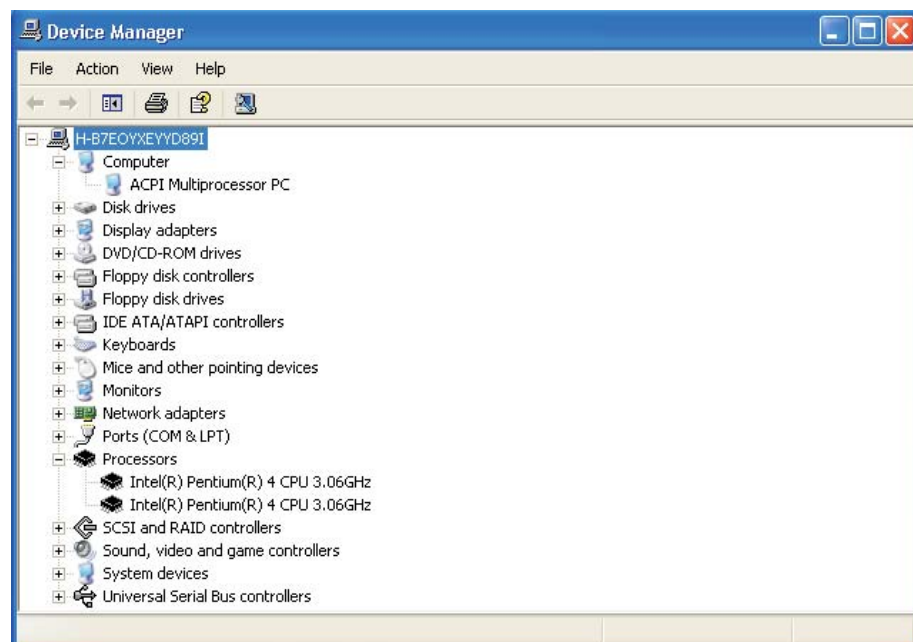 Device Manager
File Action View Help
H-B7EOYXEYYD89I
Computer
ACPI Multiprocessor PC
Disk drives
Display adapters
DVD/CD-ROM drives
Floppy disk controllers
Floppy disk drives
IDE ATA/ATAPI controllers
Keyboards
Mice and other pointing devices
Monitors
Network adapters
Ports (COM & LPT)
Processors
Intel(R) Pentium(R) 4 CPU 3.06GHz
Intel(R) Pentium(R) 4 CPU 3.06GHz
SCSI and RAID controllers
Sound, video and game controllers
System devices
Universal Serial Bus controllers